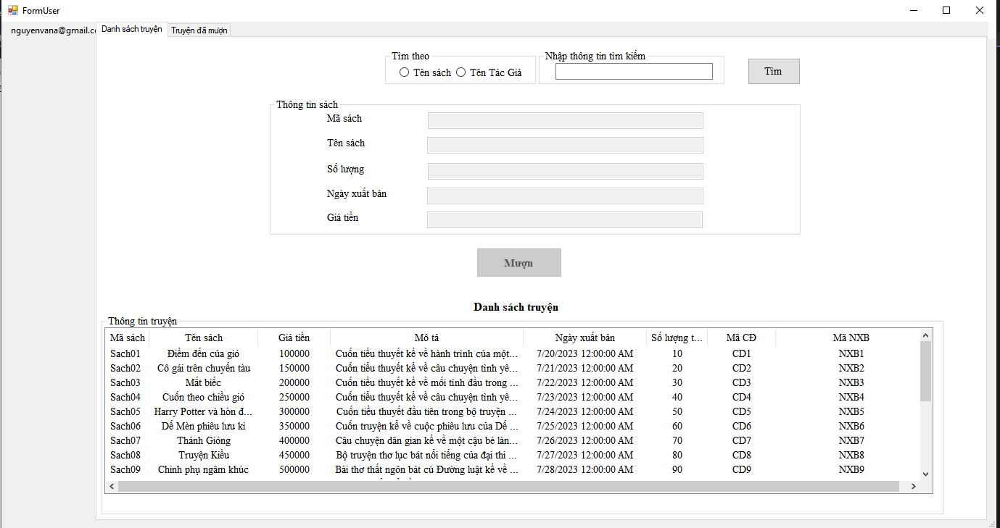 FormUser
nguyenvana@gmail.cc
Danh sách truyện Truyện đã mượn
Tìm theo Nhập thông tin tìm kiếm
Tên sách Tên Tác Giả Tìm
Thông tin sách
Mã sách
Tên sách
Số lượng
Ngày xuất bản
Giá tiền
Mượn
Danh sách truyện
Thông tin truyện
Mã sách Tên sách Giá tiền Mô tả Ngày xuất bản Số lượng t... Mã CĐ Mã NXB
Sach01 Điểm đến của gió 100000 Cuốn tiểu thuyết kể về hành trình của một... 7/20/2023 12:00:00 AM 10 CD1 NXB1
Sach02 Cô gái trên chuyến tàu 150000 Cuốn tiểu thuyết kể về câu chuyện tình yê... 7/21/2023 12:00:00 AM 20 CD2 NXB2
Sach03 Mắt biếc 200000 Cuốn tiểu thuyết kể về mối tình đầu trong ... 7/22/2023 12:00:00 AM 30 CD3 NXB3
Sach04 Cuốn theo chiều gió 250000 Cuốn tiểu thuyết kể về câu chuyện tình yê... 7/23/2023 12:00:00 AM 40 CD4 NXB4
Sach05 Harry Potter và hòn đ... 300000 Cuốn tiểu thuyết đầu tiên trong bộ truyện ... 7/24/2023 12:00:00 AM 50 CD5 NXB5
Sach06 Dế Mèn phiêu lưu kí 350000 Cuốn truyện kể về cuộc phiêu lưu của Dế ... 7/25/2023 12:00:00 AM 60 CD6 NXB6
Sach07 Thánh Gióng 400000 Câu chuyện dân gian kể về một cậu bé làn... 7/26/2023 12:00:00 AM 70 CD7 NXB7
Sach08 Truyện Kiều 450000 Bộ truyện thơ lục bát nổi tiếng của đại thi ... 7/27/2023 12:00:00 AM 80 CD8 NXB8
Sach09 Chinh phụ ngâm khúc 500000 Bài thơ thất ngôn bát cú Đường luật kể về ... 7/28/2023 12:00:00 AM 90 CD9 NXB9